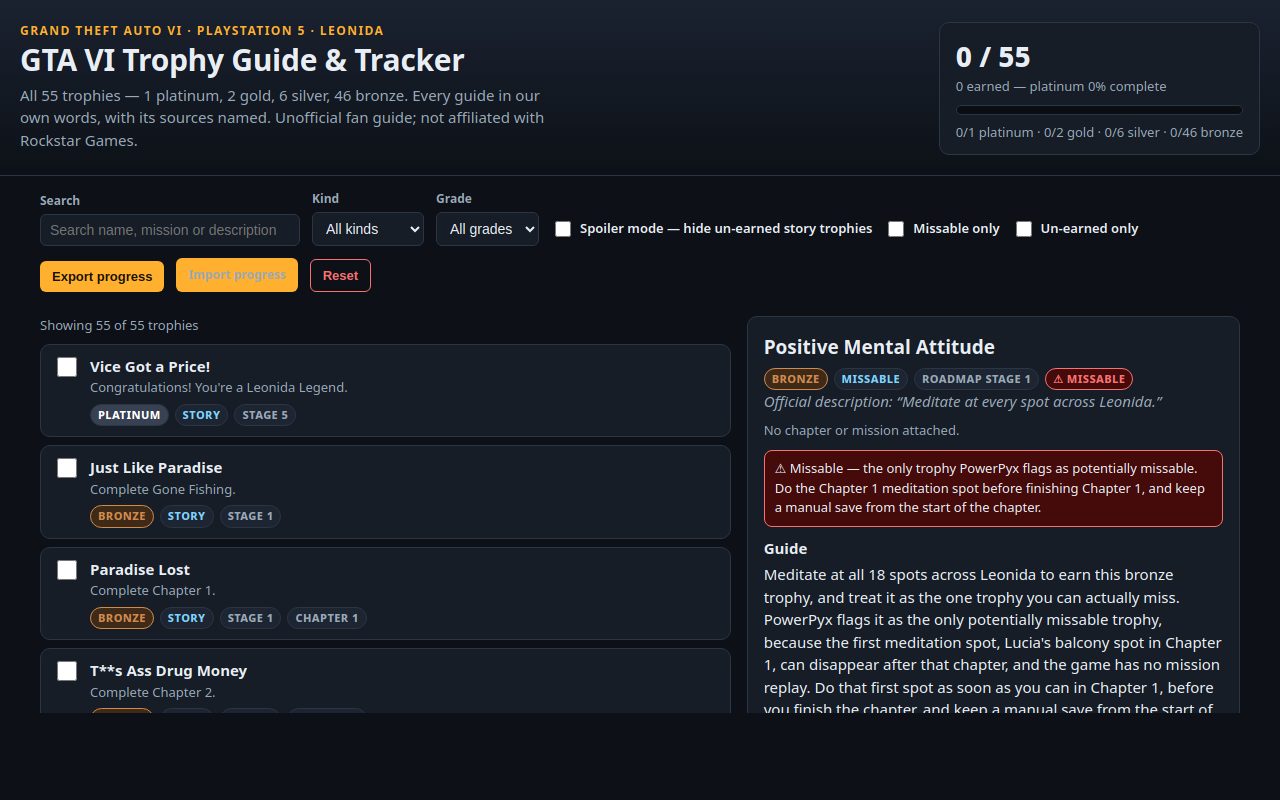 GRAND THEFT AUTO VI · PLAYSTATION 5 · LEONIDA
GTA VI Trophy Guide & Tracker
All 55 trophies — 1 platinum, 2 gold, 6 silver, 46 bronze. Every guide in our
own words, with its sources named. Unofficial fan guide; not affiliated with
Rockstar Games.
0 / 55
0 earned — platinum 0% complete
0/1 platinum · 0/2 gold · 0/6 silver · 0/46 bronze
Search
Search name, mission or description
Kind
All kinds
Grade
All grades
Spoiler mode — hide un-earned story trophies
Missable only
Un-earned only
Export progress
Import progress
Reset
Showing 55 of 55 trophies
Vice Got a Price!
Congratulations! You're a Leonida Legend.
PLATINUM STORY STAGE 5
Just Like Paradise
Complete Gone Fishing.
BRONZE STORY STAGE 1
Paradise Lost
Complete Chapter 1.
BRONZE STORY STAGE 1 CHAPTER 1
T**s Ass Drug Money
Complete Chapter 2.
Positive Mental Attitude
BRONZE MISSABLE ROADMAP STAGE 1 ⚠ MISSABLE
Official description: “Meditate at every spot across Leonida.”
No chapter or mission attached.
⚠ Missable — the only trophy PowerPyx flags as potentially missable.
Do the Chapter 1 meditation spot before finishing Chapter 1, and keep
a manual save from the start of the chapter.
Guide
Meditate at all 18 spots across Leonida to earn this bronze
trophy, and treat it as the one trophy you can actually miss.
PowerPyx flags it as the only potentially missable trophy,
because the first meditation spot, Lucia's balcony spot in Chapter
1, can disappear after that chapter, and the game has no mission
replay. Do that first spot as soon as you can in Chapter 1, before
you finish the chapter, and keep a manual save from the start of